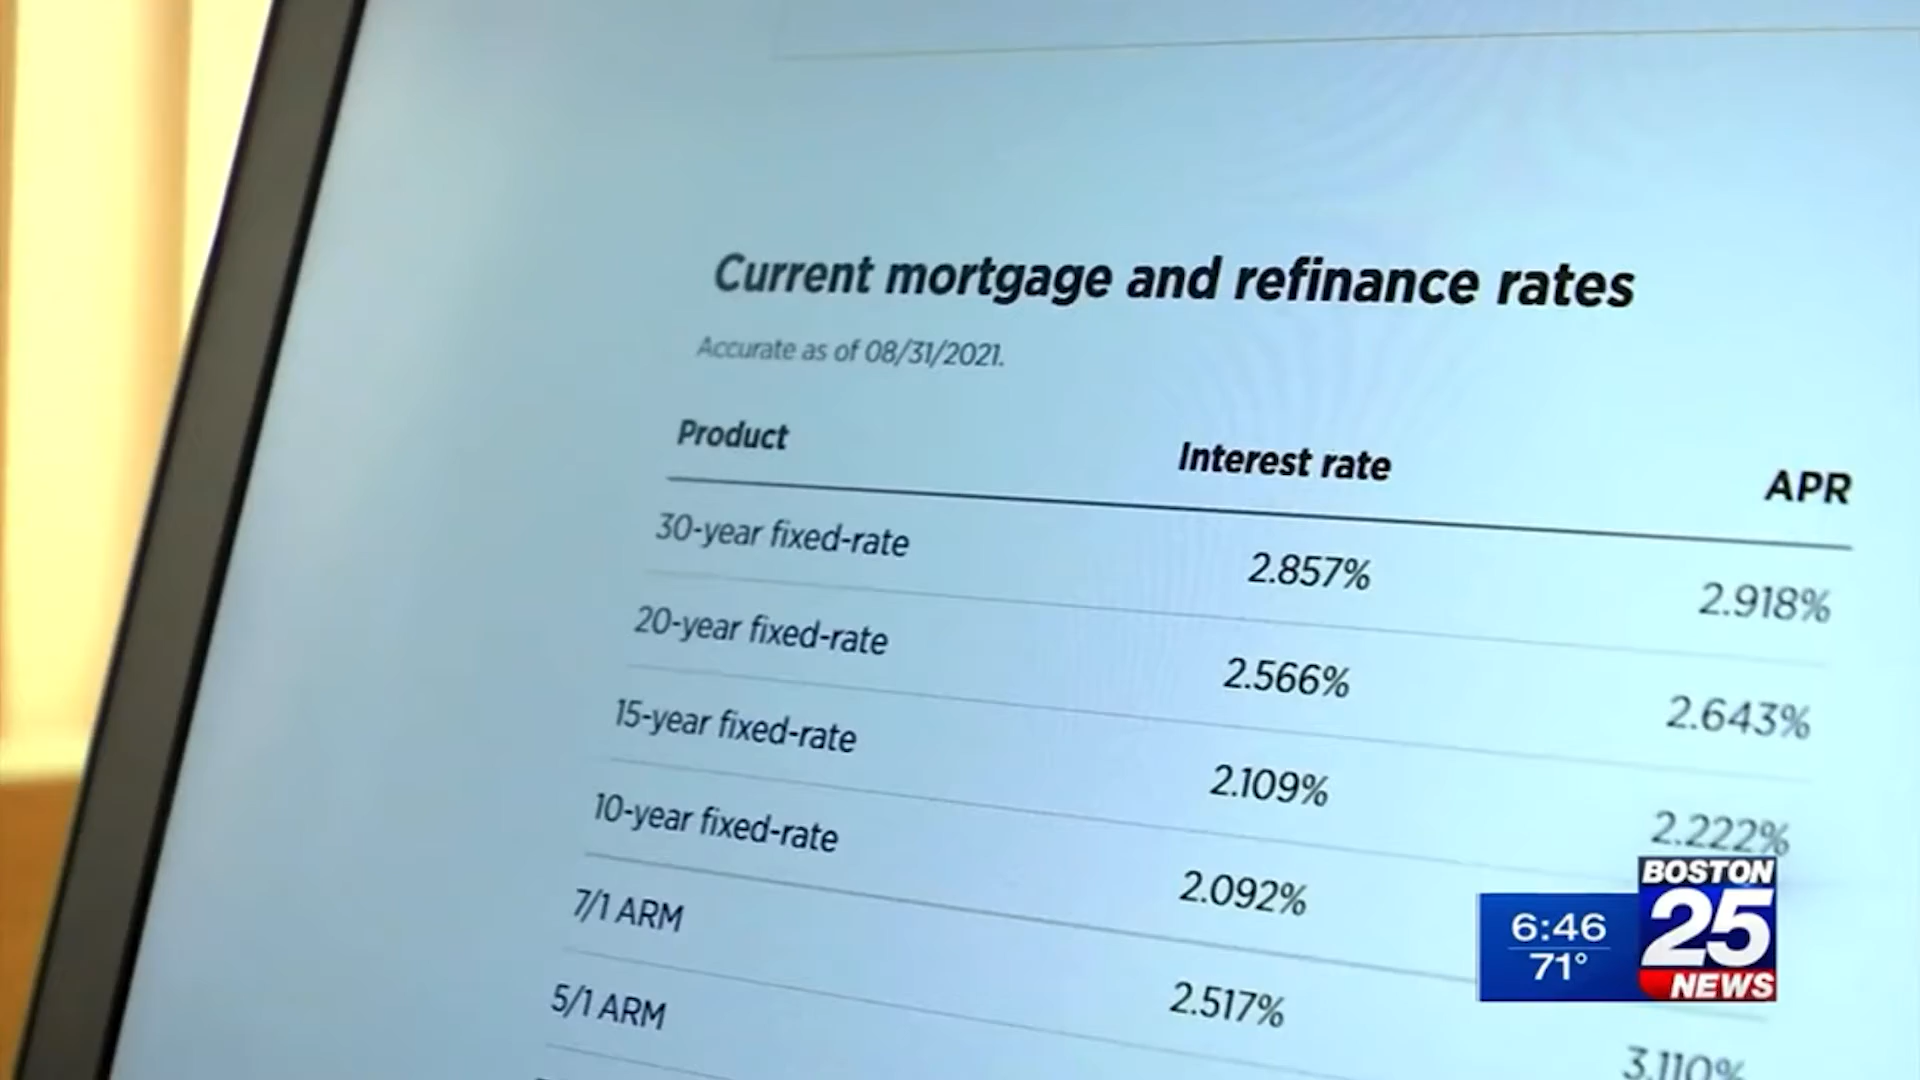 Current mortgage and refinance rates
Accurate as of 08/31/2021.
Product Interest rate APR
30-year fixed-rate 2.857% 2.918%
20-year fixed-rate 2.566% 2.643%
15-year fixed-rate 2.109% 2.222%
10-year fixed-rate 2.092%
7/1 ARM 2.517% 3.110%
5/1 ARM
6:46
71°
BOSTON
25
NEWS